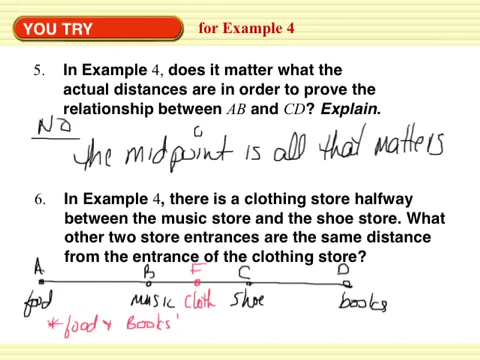 YOU TRY for Example 4
5. In Example 4, does it matter what the
actual distances are in order to prove the
relationship between AB and CD? Explain.
NO
the midpoint is all that matters
6. In Example 4, there is a clothing store halfway
between the music store and the shoe store. What
other two store entrances are the same distance
from the entrance of the clothing store?
A B F C D
food music cloth shoe books
*food & Books